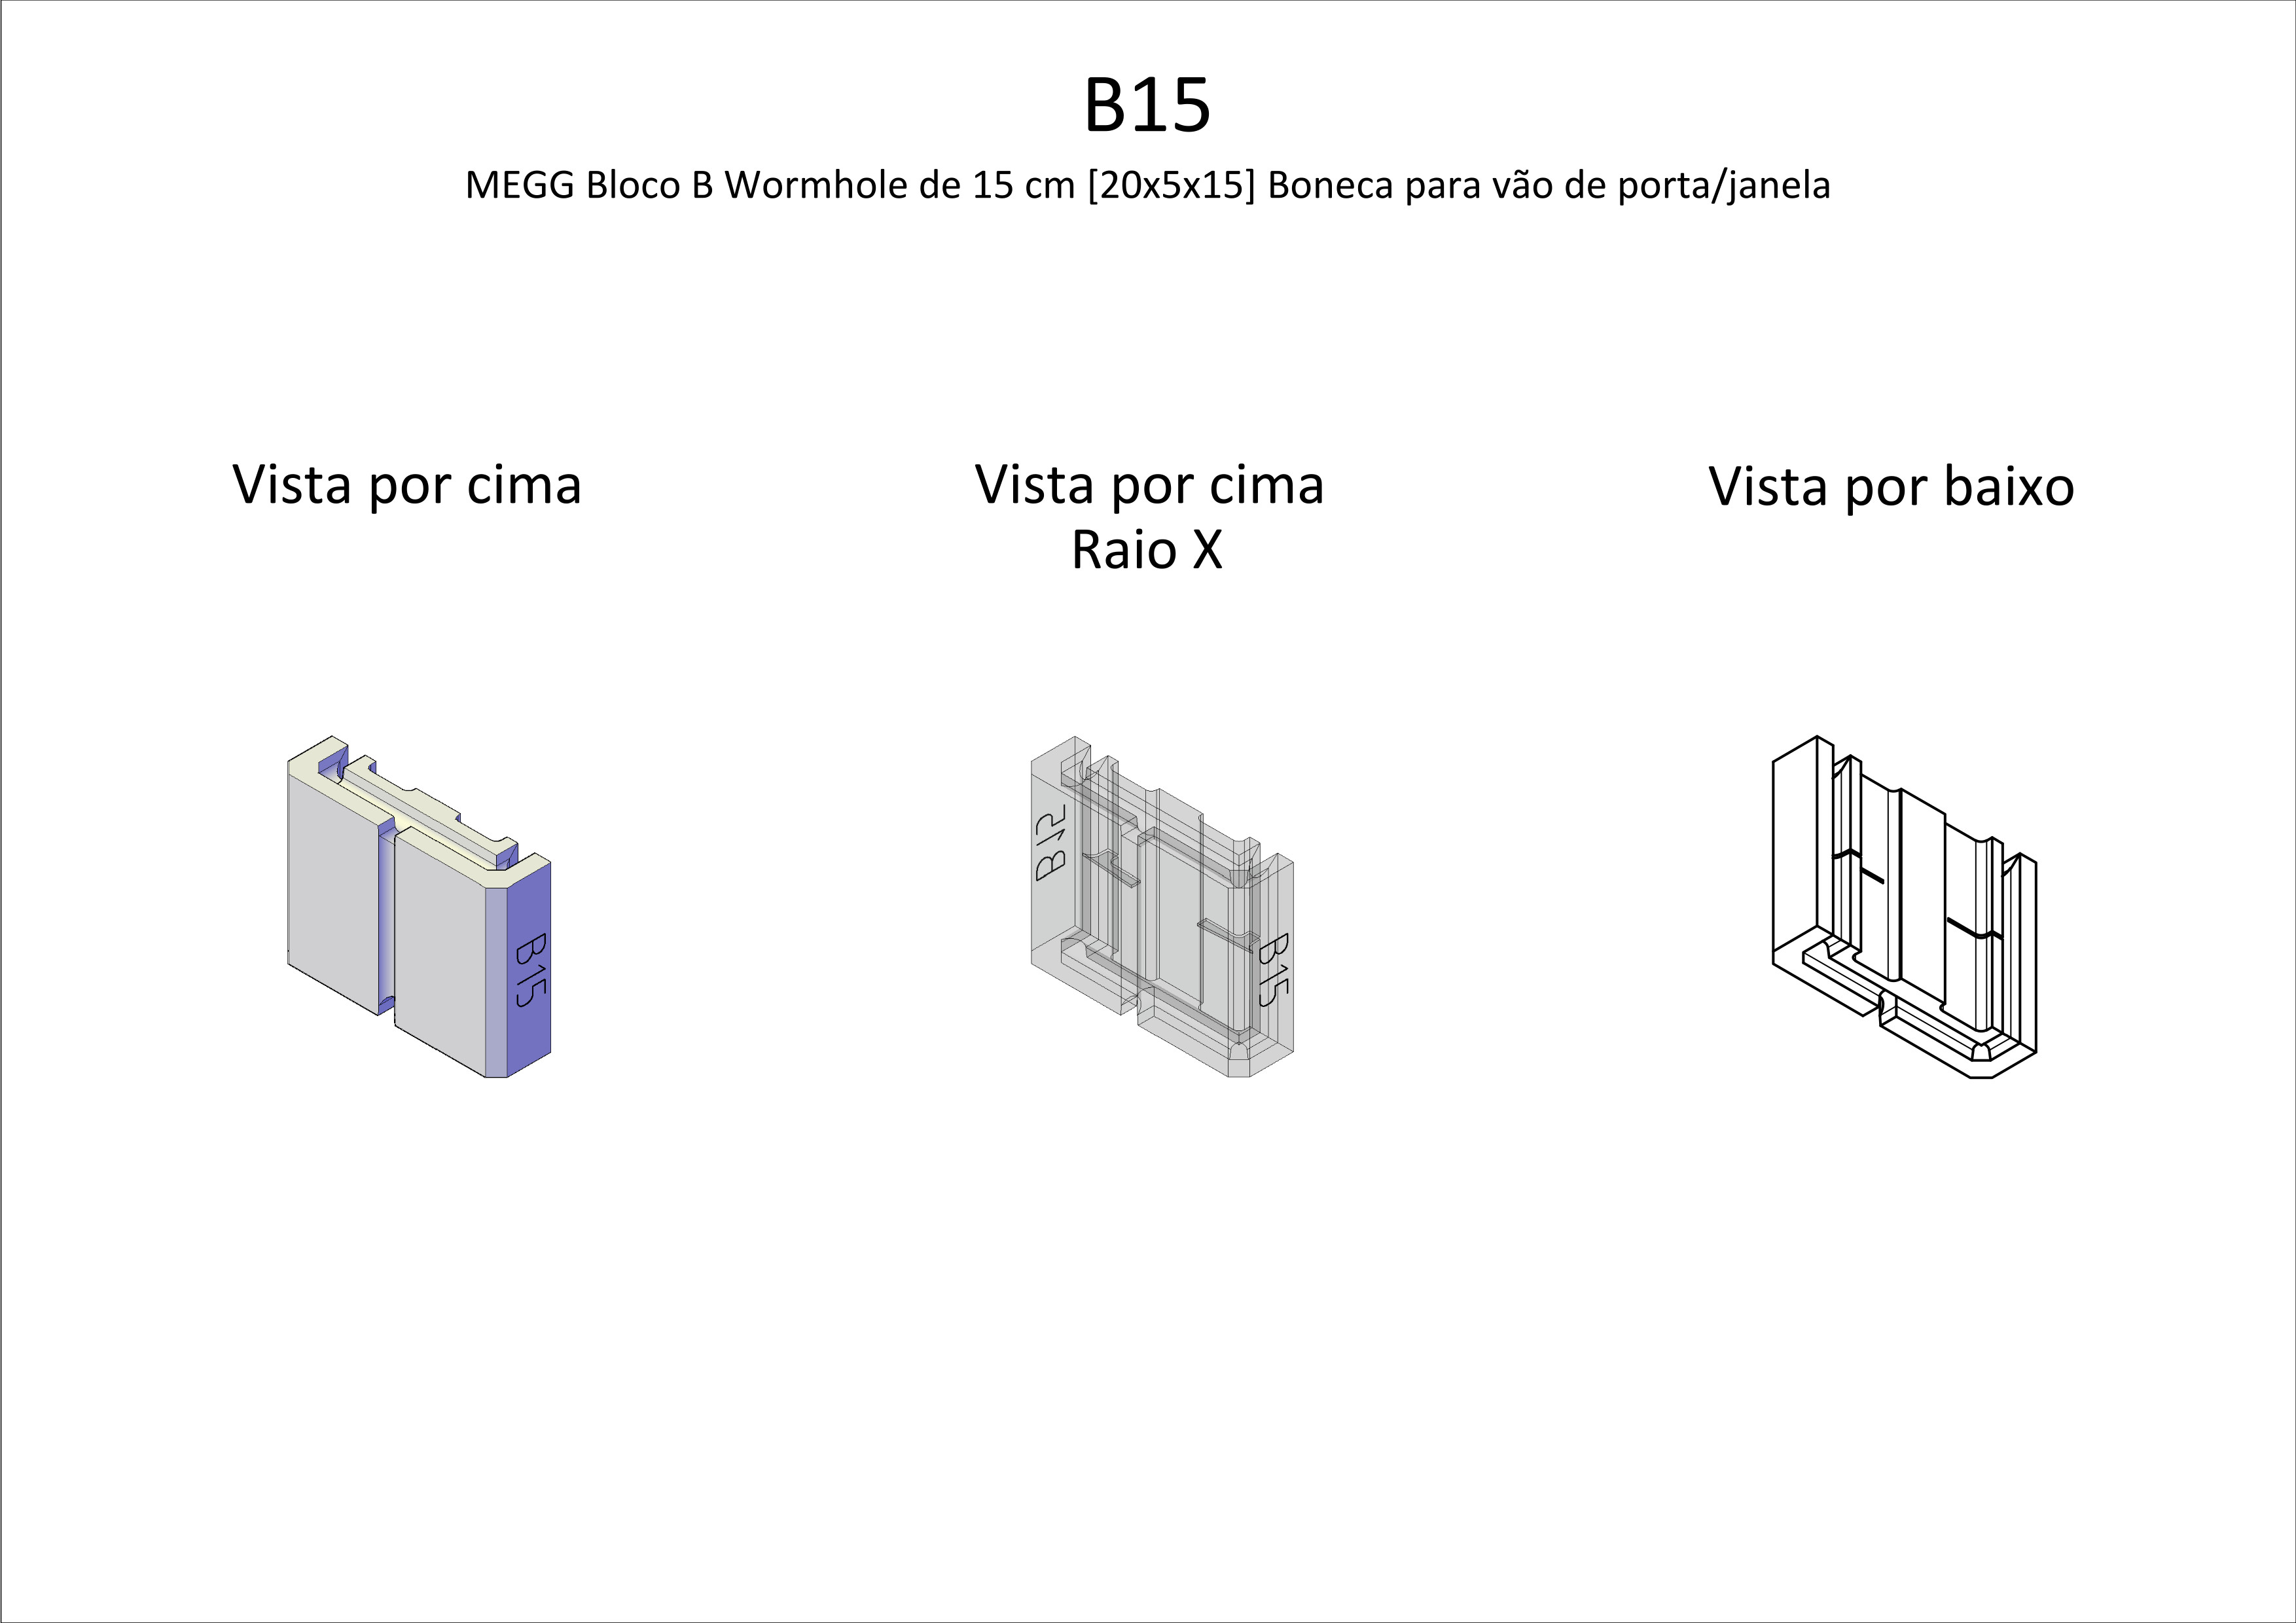 B15
MEGG Bloco B Wormhole de 15 cm [20x5x15] Boneca para vão de porta/janela
Vista por cima
Vista por cima
Raio X
Vista por baixo
B15
B15
B15